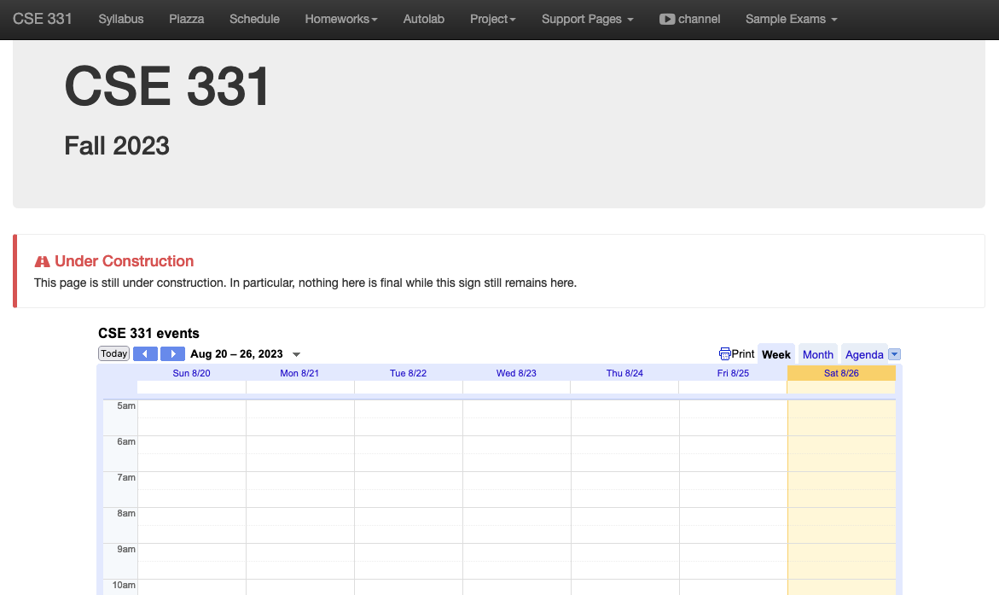 CSE 331 Syllabus Piazza Schedule Homeworks Autolab Project Support Pages channel Sample Exams
CSE 331
Fall 2023
Under Construction
This page is still under construction. In particular, nothing here is final while this sign still remains here.
CSE 331 events
Today Aug 20 – 26, 2023 Print Week Month Agenda
Sun 8/20 Mon 8/21 Tue 8/22 Wed 8/23 Thu 8/24 Fri 8/25 Sat 8/26
5am
6am
7am
8am
9am
10am